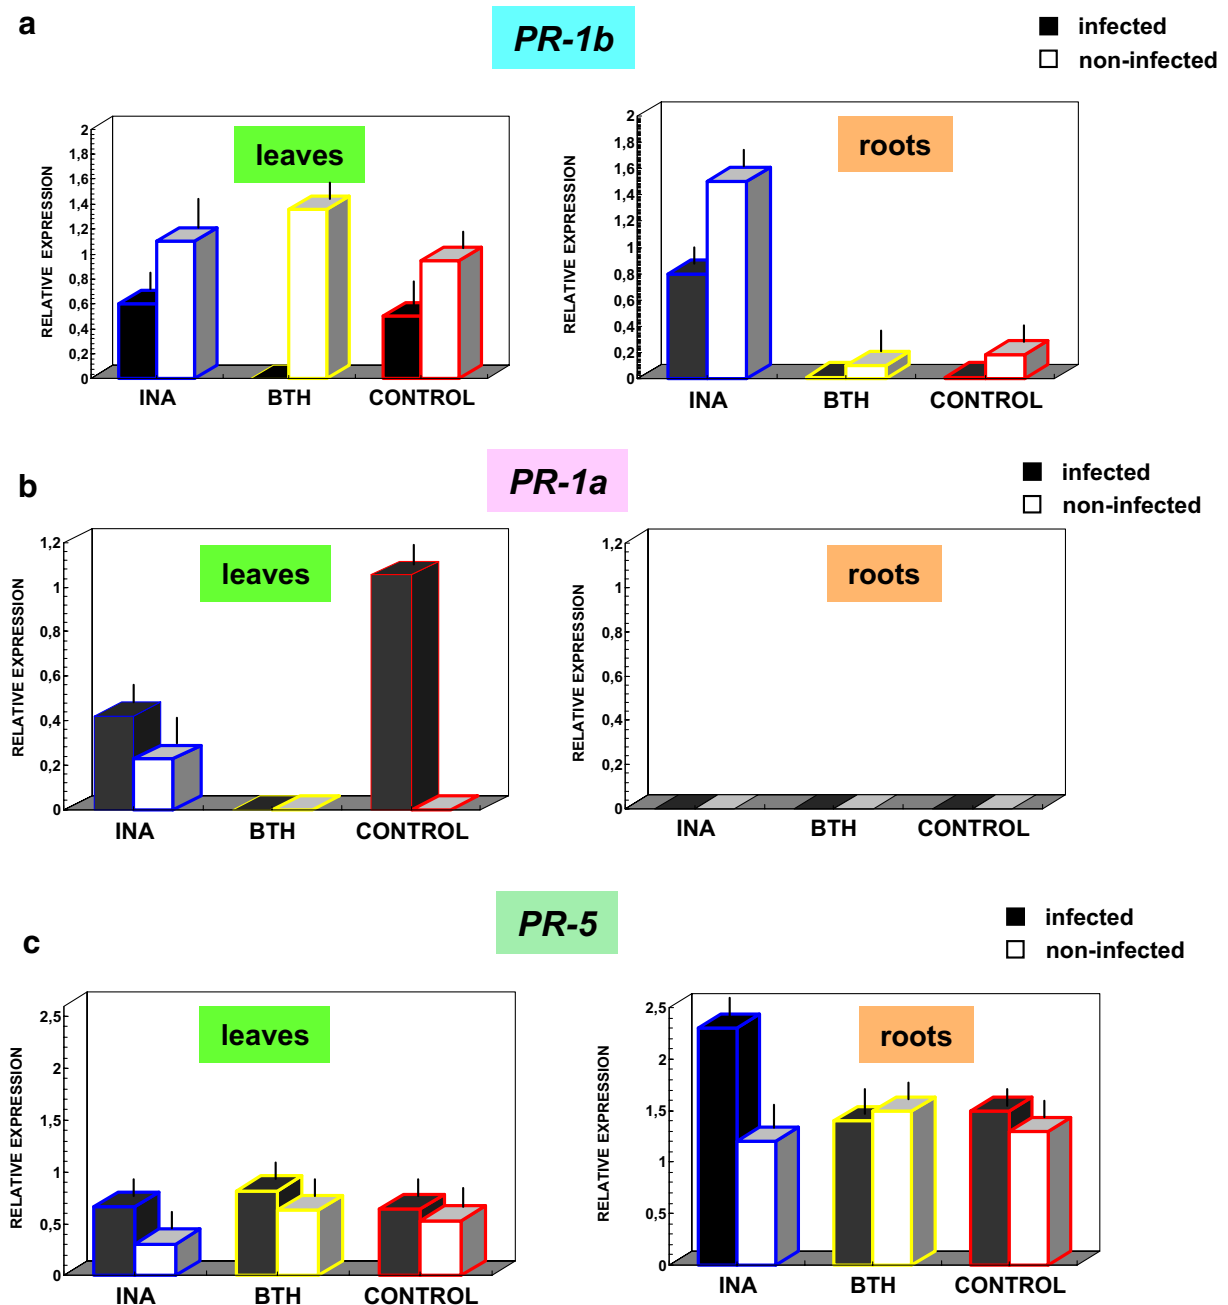 a
PR-1b
infected
non-infected
leaves
RELATIVE EXPRESSION
2
1,8
1,6
1,4
1,2
1
0,8
0,6
0,4
0,2
0
INA BTH CONTROL
roots
RELATIVE EXPRESSION
2
1,8
1,6
1,4
1,2
1
0,8
0,6
0,4
0,2
0
INA BTH CONTROL
b
PR-1a
infected
non-infected
leaves
RELATIVE EXPRESSION
1,2
1
0,8
0,6
0,4
0,2
0
INA BTH CONTROL
roots
RELATIVE EXPRESSION
1,2
1
0,8
0,6
0,4
0,2
0
INA BTH CONTROL
c
PR-5
infected
non-infected
leaves
RELATIVE EXPRESSION
2,5
2
1,5
1
0,5
0
INA BTH CONTROL
roots
RELATIVE EXPRESSION
2,5
2
1,5
1
0,5
0
INA BTH CONTROL